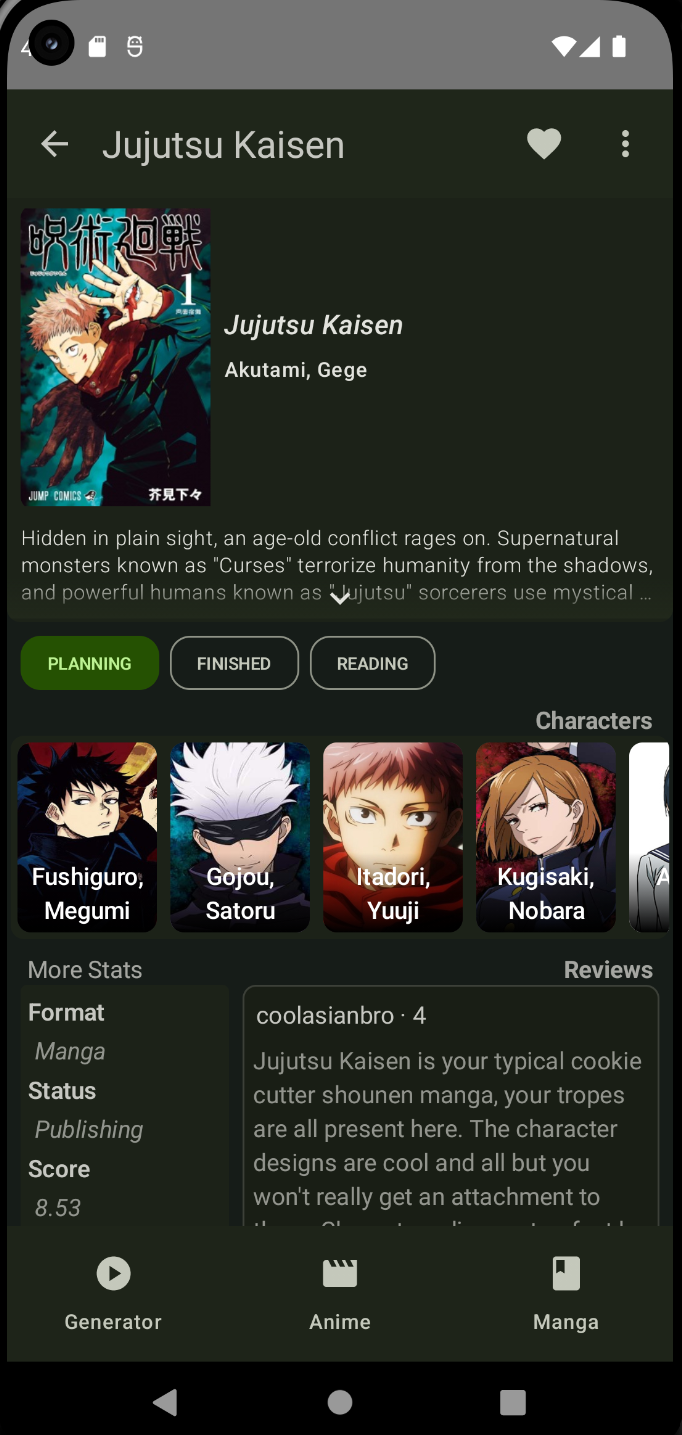 4
Jujutsu Kaisen
呪術廻戦
1
JUMP COMICS
芥見下々
Jujutsu Kaisen
Akutami, Gege
Hidden in plain sight, an age-old conflict rages on. Supernatural
monsters known as "Curses" terrorize humanity from the shadows,
and powerful humans known as "Jujutsu" sorcerers use mystical …
PLANNING
FINISHED
READING
Characters
Fushiguro,
Megumi
Gojou,
Satoru
Itadori,
Yuuji
Kugisaki,
Nobara
A
More Stats
Reviews
Format
Manga
Status
Publishing
Score
8.53
coolasianbro · 4
Jujutsu Kaisen is your typical cookie
cutter shounen manga, your tropes
are all present here. The character
designs are cool and all but you
won't really get an attachment to
Generator
Anime
Manga